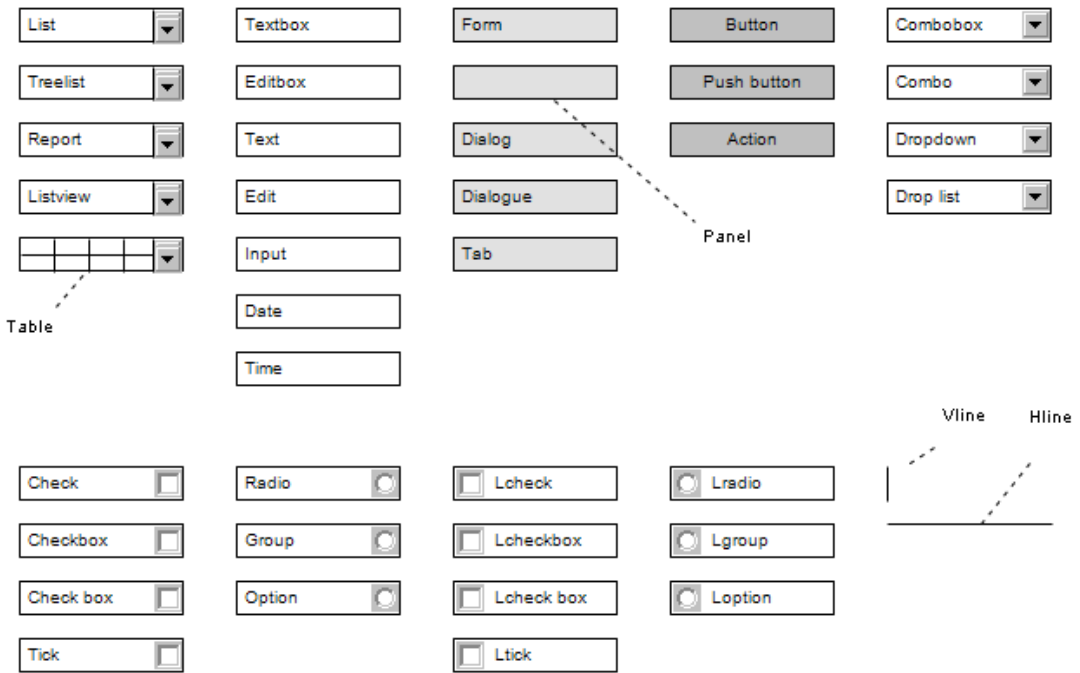 List
Textbox
Form
Button
Combobox
Treelist
Editbox
Push button
Combo
Report
Text
Dialog
Action
Dropdown
Listview
Edit
Dialogue
Drop list
Panel
Input
Tab
Table
Date
Time
Vline
Hline
Check
Radio
Lcheck
Lradio
Checkbox
Group
Lcheckbox
Lgroup
Check box
Option
Lcheck box
Loption
Tick
Ltick